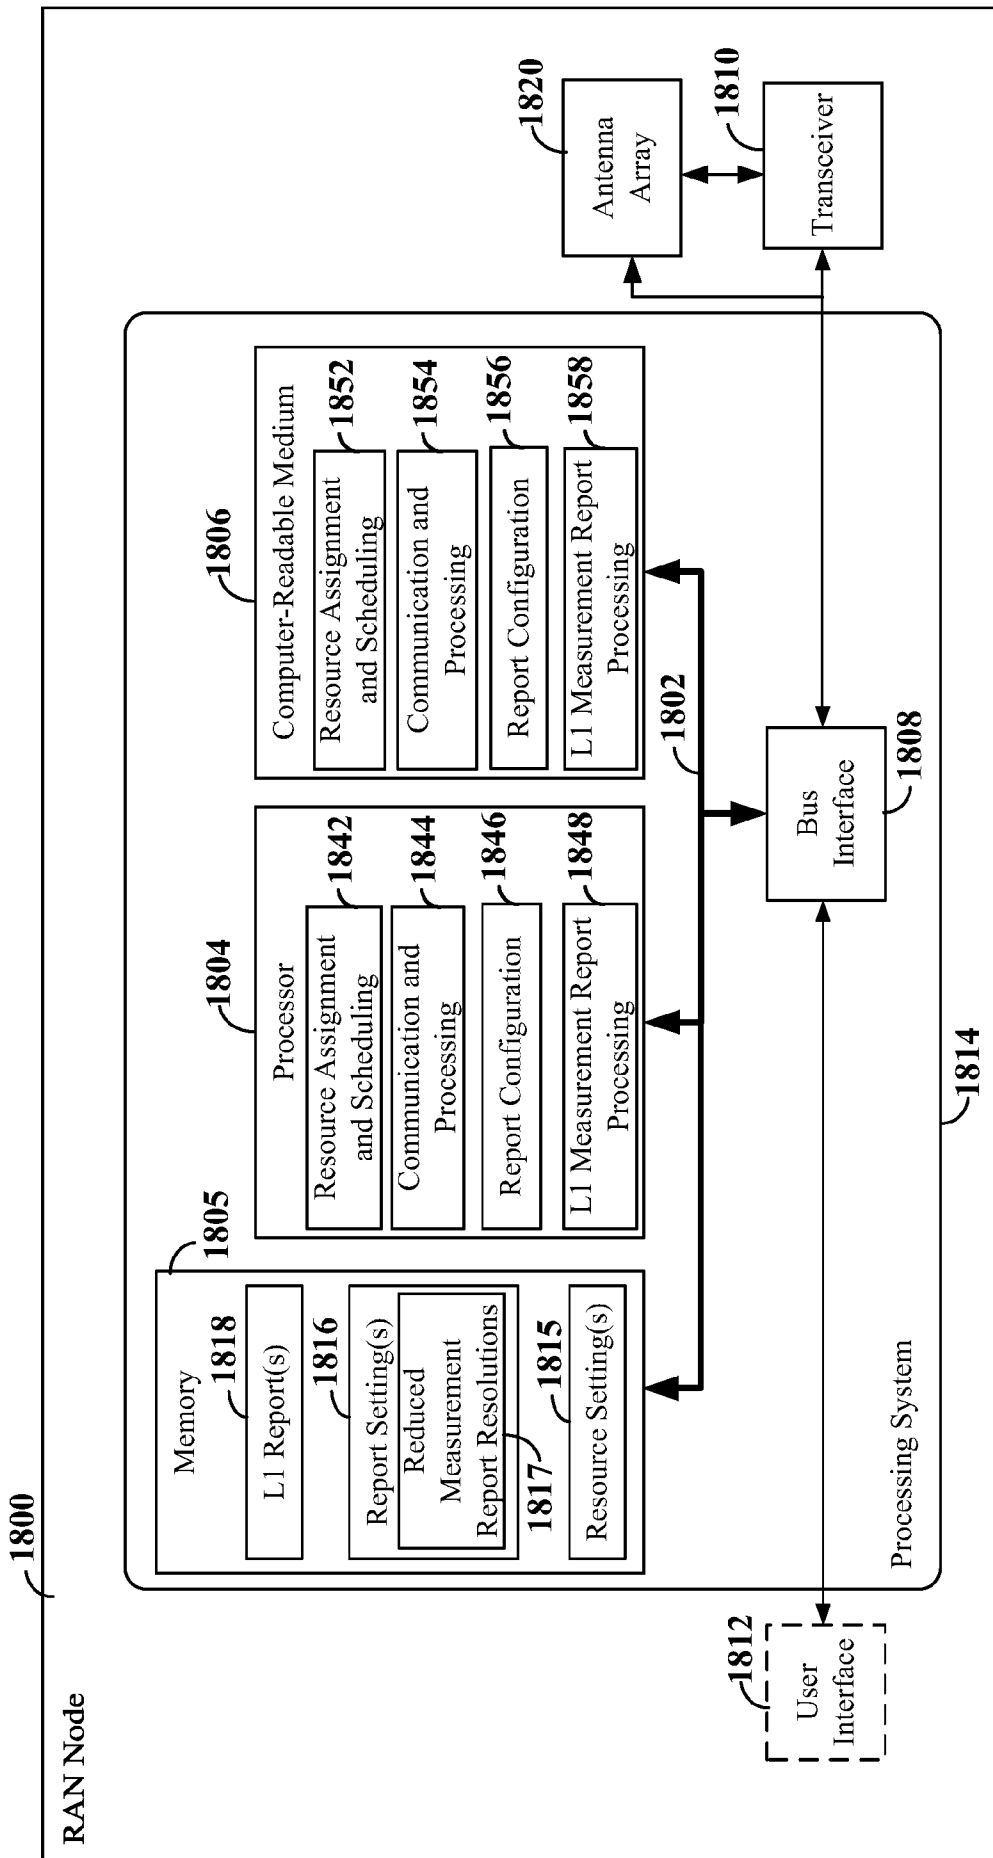 RAN Node
1800
Memory
1805
1818
L1 Report(s)
1816
Report Setting(s)
Reduced
Measurement
Report Resolutions
1817
1815
Resource Setting(s)
1804
Processor
Resource Assignment
and Scheduling
1842
Communication and
Processing
1844
Report Configuration
1846
L1 Measurement Report
Processing
1848
1806
Computer-Readable Medium
Resource Assignment
and Scheduling
1852
Communication and
Processing
1854
Report Configuration
1856
L1 Measurement Report
Processing
1858
1802
Bus
Interface
1808
Processing System
1814
1812
User
Interface
1820
Antenna
Array
1810
Transceiver